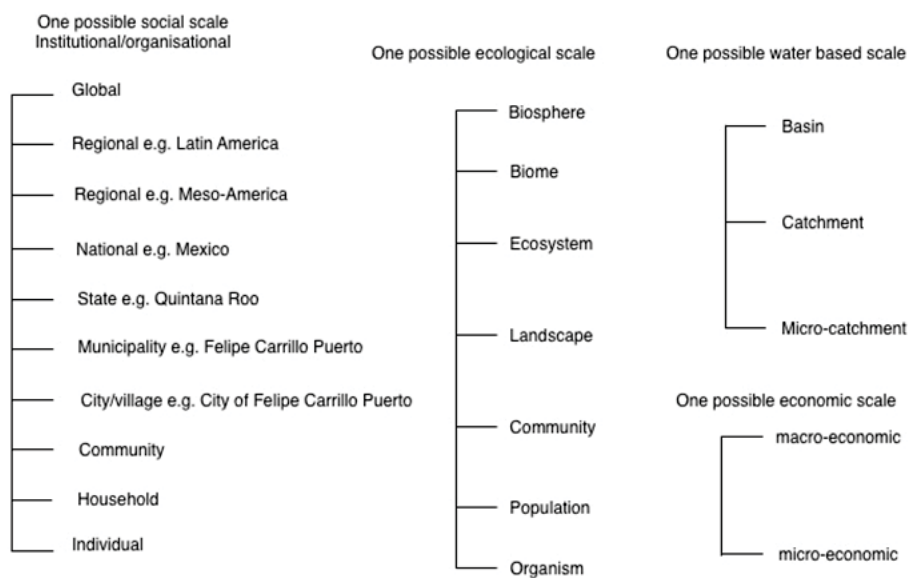 One possible social scale
Institutional/organisational
Global
Regional e.g. Latin America
Regional e.g. Meso-America
National e.g. Mexico
State e.g. Quintana Roo
Municipality e.g. Felipe Carrillo Puerto
City/village e.g. City of Felipe Carrillo Puerto
Community
Household
Individual
One possible ecological scale
Biosphere
Biome
Ecosystem
Landscape
Community
Population
Organism
One possible water based scale
Basin
Catchment
Micro-catchment
One possible economic scale
macro-economic
micro-economic